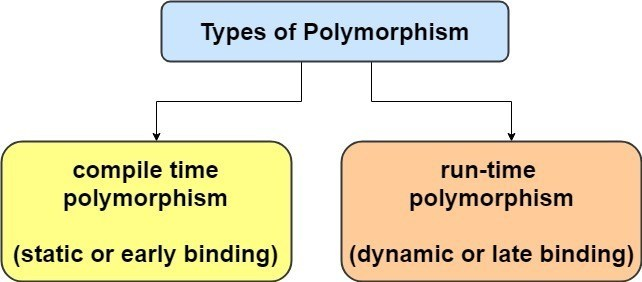 Types of Polymorphism
compile time
polymorphism
(static or early binding)
run-time
polymorphism
(dynamic or late binding)